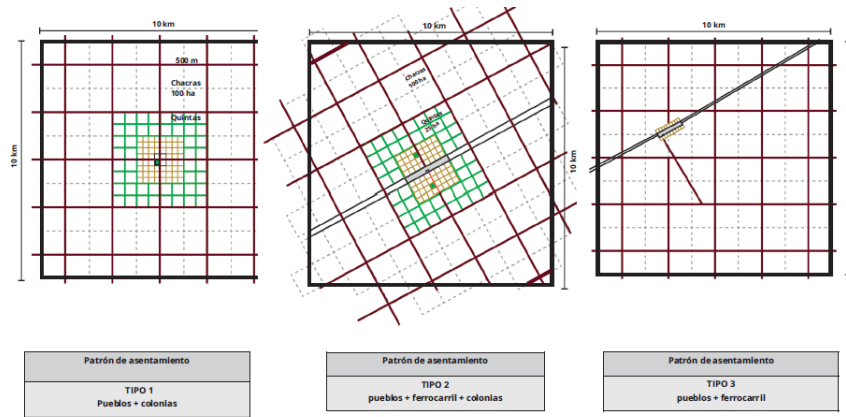 10 km
10 km
500 m
Chacras
100 ha
Quintas
10 km
10 km
Chacras
100 ha
Quintas
25 ha
10 km
Patrón de asentamiento
TIPO 1
Pueblos + colonias
Patrón de asentamiento
TIPO 2
pueblos + ferrocarril + colonias
Patrón de asentamiento
TIPO 3
pueblos + ferrocarril